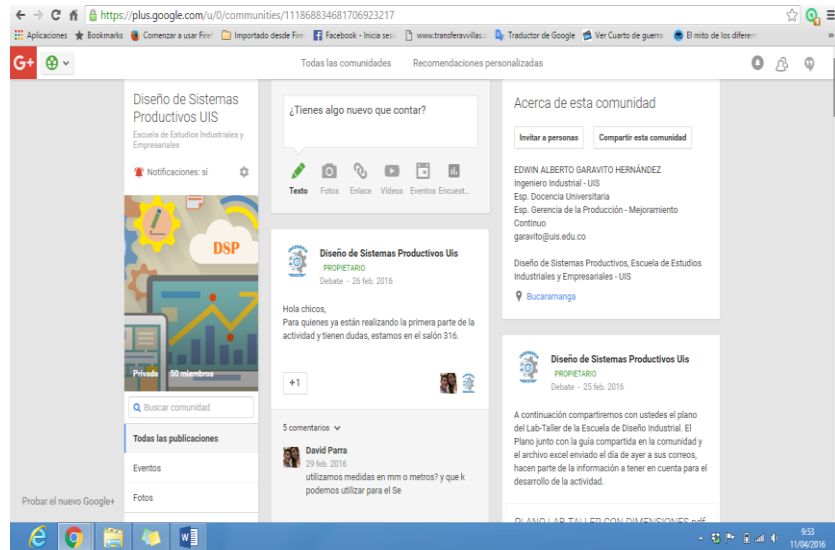 https://plus.google.com/u/0/communities/111868834681706923217
Aplicaciones Bookmarks Comenzar a usar Firef Importado desde Firef Facebook - Inicia sesi www.transferavvillas.c Traductor de Google Ver Cuarto de guerra El mito de los diferen »
G+ Todas las comunidades Recomendaciones personalizadas
Diseño de Sistemas
Productivos UIS
Escuela de Estudios Industriales y
Empresariales
Notificaciones: sí
DSP
Privada 50 miembros
Buscar comunidad
Todas las publicaciones
Eventos
Fotos
Probar el nuevo Google+
¿Tienes algo nuevo que contar?
Texto Fotos Enlace Vídeos Eventos Encuest...
Diseño de Sistemas Productivos Uis
PROPIETARIO
Debate - 26 feb. 2016
Hola chicos,
Para quienes ya están realizando la primera parte de la
actividad y tienen dudas, estamos en el salón 316.
+1
5 comentarios
David Parra
29 feb. 2016
utilizamos medidas en mm o metros? y que k
podemos utilizar para el Se
Acerca de esta comunidad
Invitar a personas Compartir esta comunidad
EDWIN ALBERTO GARAVITO HERNÁNDEZ
Ingeniero Industrial - UIS
Esp. Docencia Universitaria
Esp. Gerencia de la Producción - Mejoramiento
Continuo
garavito@uis.edu.co
Diseño de Sistemas Productivos, Escuela de Estudios
Industriales y Empresariales - UIS
Bucaramanga
Diseño de Sistemas Productivos Uis
PROPIETARIO
Debate - 25 feb. 2016
A continuación compartiremos con ustedes el plano
del Lab-Taller de la Escuela de Diseño Industrial. El
Plano junto con la guía compartida en la comunidad y
el archivo excel enviado el día de ayer a sus correos,
hacen parte de la información a tener en cuenta para el
desarrollo de la actividad.
PLANO LAB TALLER CON DIMENSIONES.pdf
9:53
11/04/2016